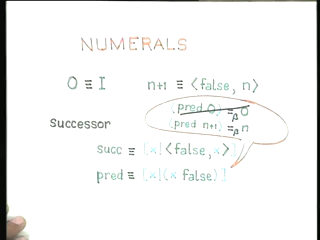 NUMERALS
0 ≡ I    n+1 ≡ <false, n>
(pred 0) =β 0
(pred n+1) =β n
Successor
succ ≡ [x|<false,x>]
pred ≡ [x|(x false)]